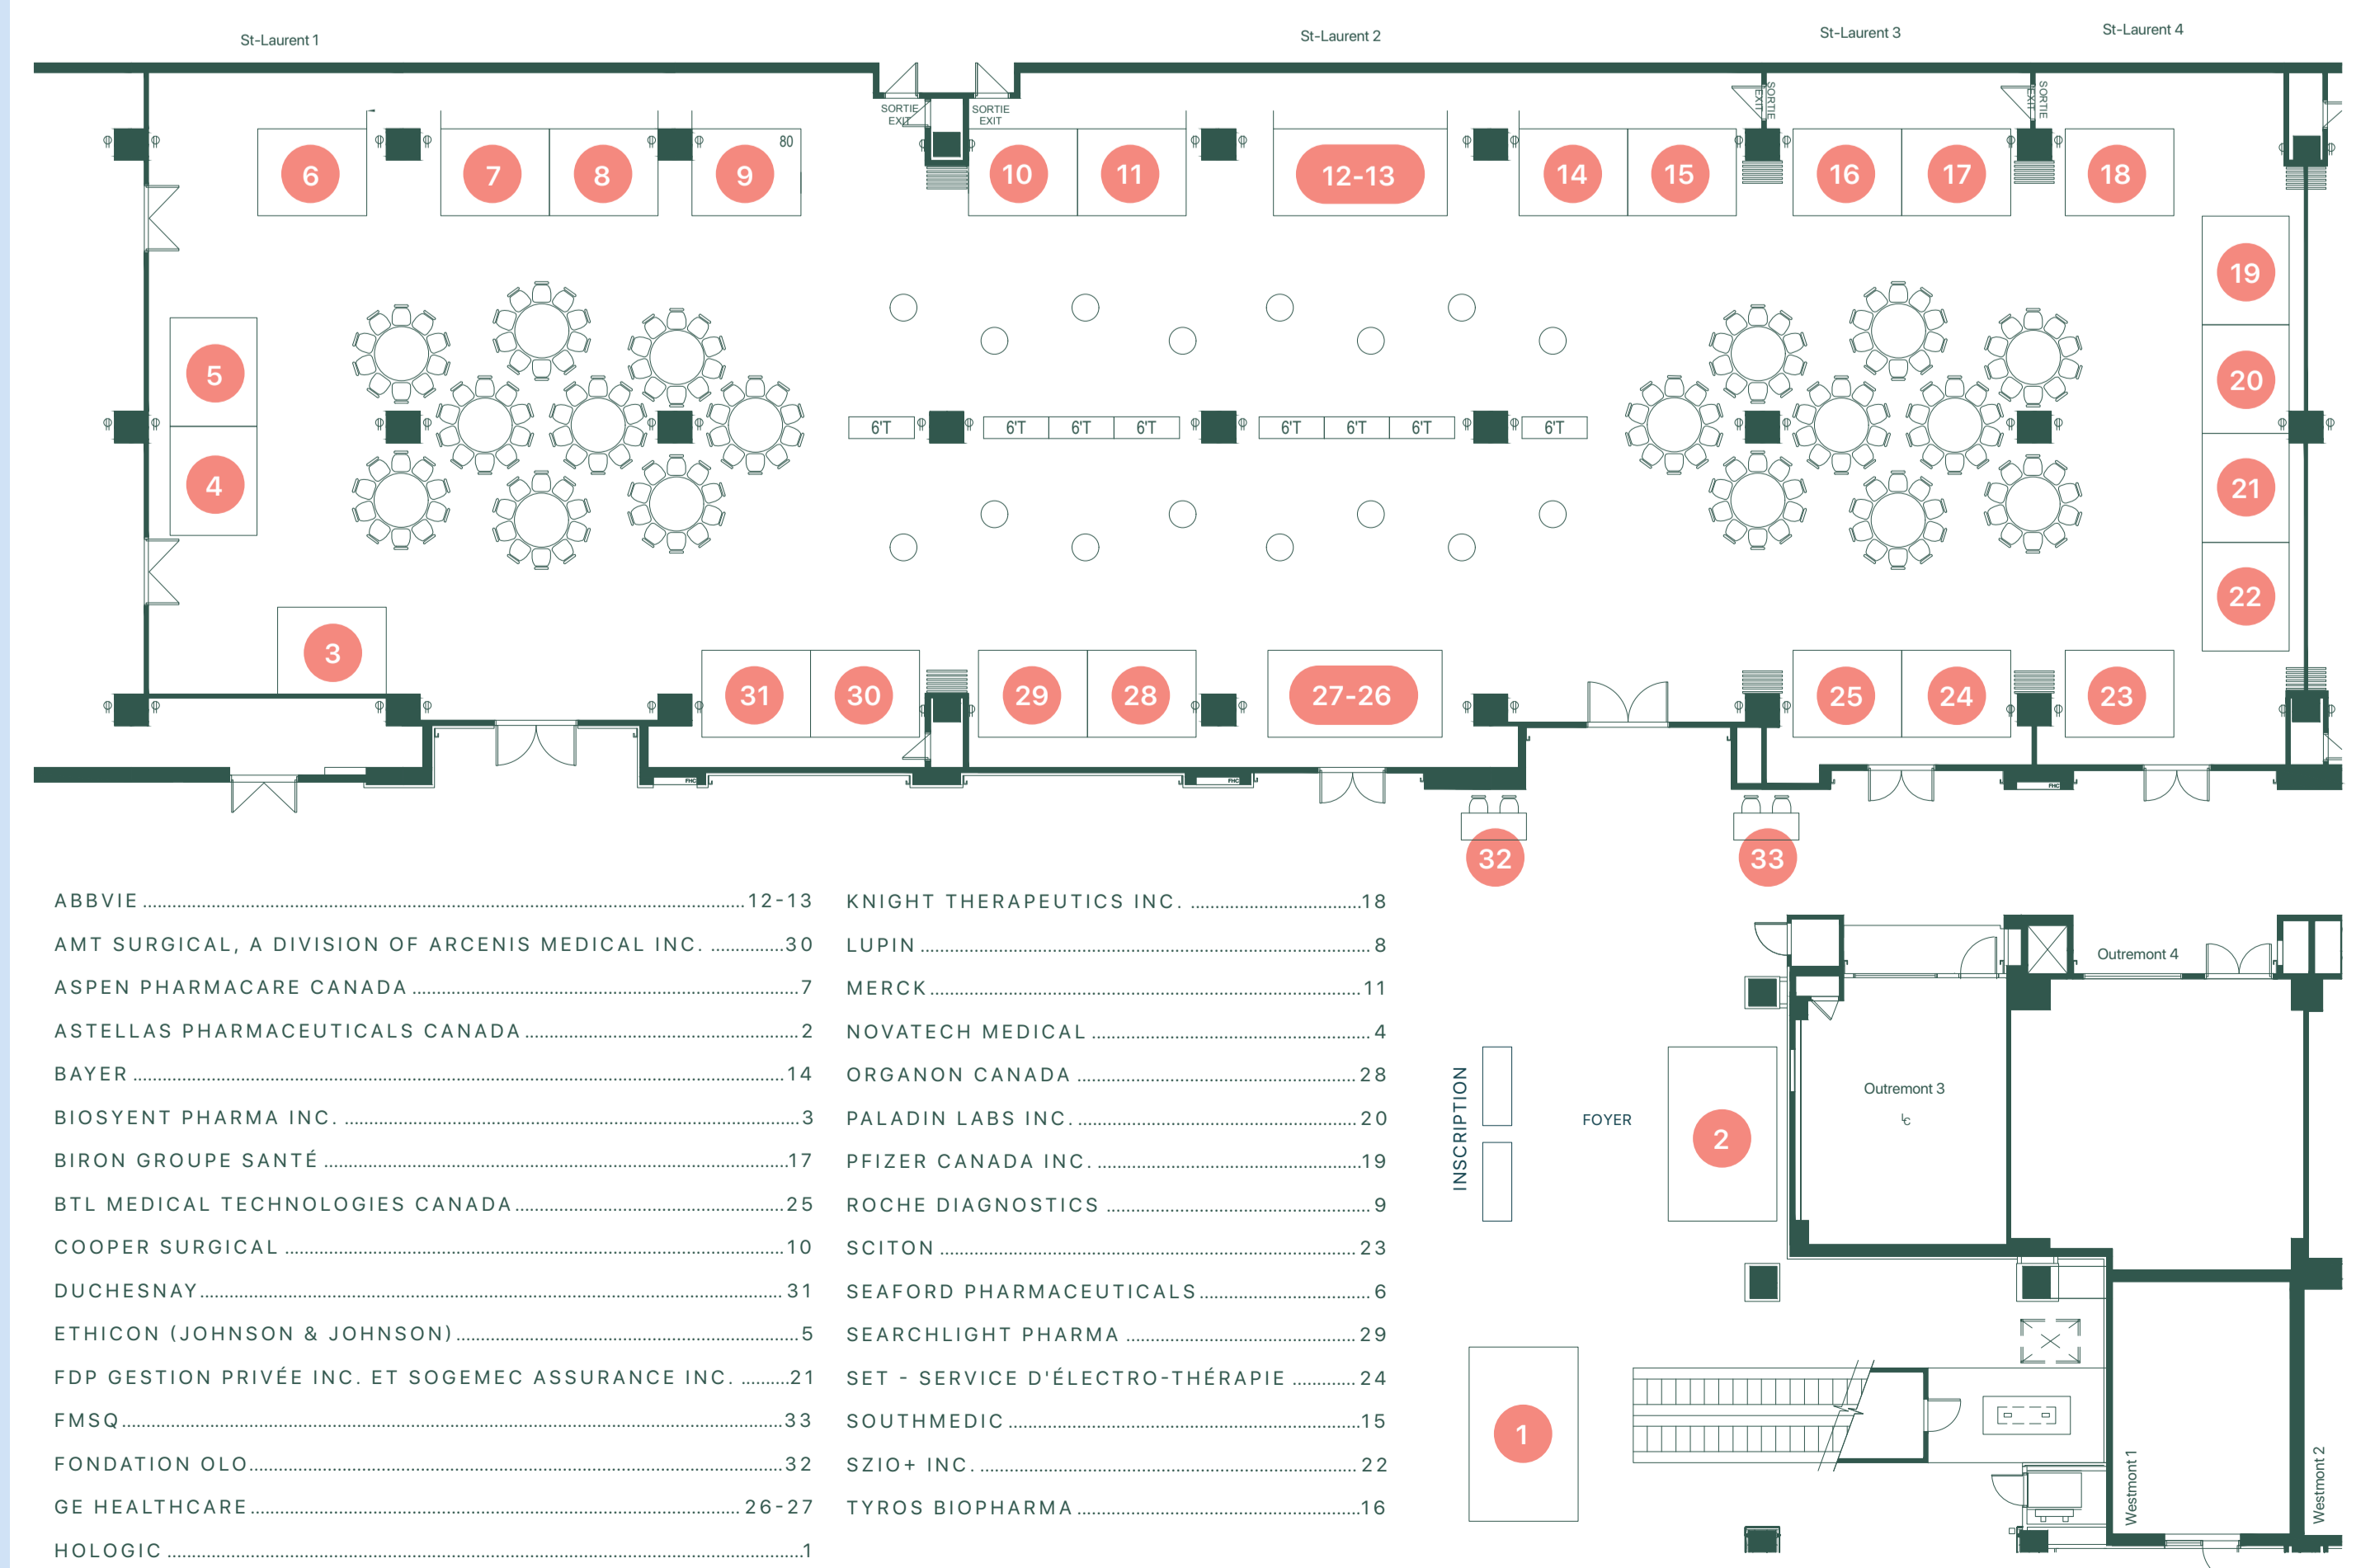 St-Laurent 1
St-Laurent 2
St-Laurent 3
St-Laurent 4
SORTIE
EXIT
SORTIE
EXIT
SORTIE
EXIT
SORTIE
EXIT
80
6
7
8
9
10
11
12-13
14
15
16
17
18
19
20
21
22
5
4
3
6'T
6'T
6'T
6'T
6'T
6'T
6'T
6'T
31
30
29
28
27-26
25
24
23
FHC
FHC
FHC
32
33
ABBVIE 12-13
AMT SURGICAL, A DIVISION OF ARCENIS MEDICAL INC. 30
ASPEN PHARMACARE CANADA 7
ASTELLAS PHARMACEUTICALS CANADA 2
BAYER 14
BIOSYENT PHARMA INC. 3
BIRON GROUPE SANTÉ 17
BTL MEDICAL TECHNOLOGIES CANADA 25
COOPER SURGICAL 10
DUCHESNAY 31
ETHICON (JOHNSON & JOHNSON) 5
FDP GESTION PRIVÉE INC. ET SOGEMEC ASSURANCE INC. 21
FMSQ 33
FONDATION OLO 32
GE HEALTHCARE 26-27
HOLOGIC 1
KNIGHT THERAPEUTICS INC. 18
LUPIN 8
MERCK 11
NOVATECH MEDICAL 4
ORGANON CANADA 28
PALADIN LABS INC. 20
PFIZER CANADA INC. 19
ROCHE DIAGNOSTICS 9
SCITON 23
SEAFORD PHARMACEUTICALS 6
SEARCHLIGHT PHARMA 29
SET - SERVICE D'ÉLECTRO-THÉRAPIE 24
SOUTHMEDIC 15
SZIO+ INC. 22
TYROS BIOPHARMA 16
INSCRIPTION
FOYER
2
1
Outremont 3
Outremont 4
Westmont 1
Westmont 2